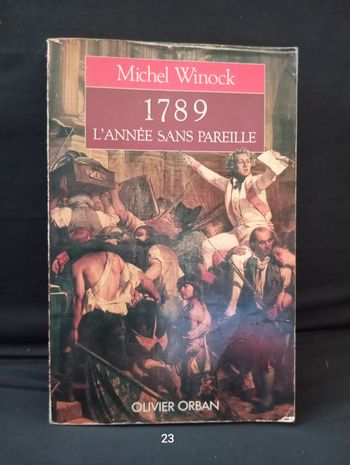 Michel Winock
1789
L'ANNÉE SANS PAREILLE
OLIVIER ORBAN
23